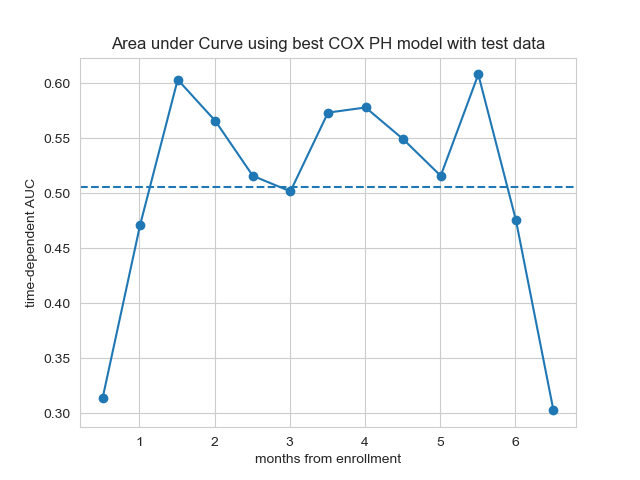 Area under Curve using best COX PH model with test data
0.60
0.55
0.50
0.45
0.40
0.35
0.30
time-dependent AUC
1 2 3 4 5 6
months from enrollment